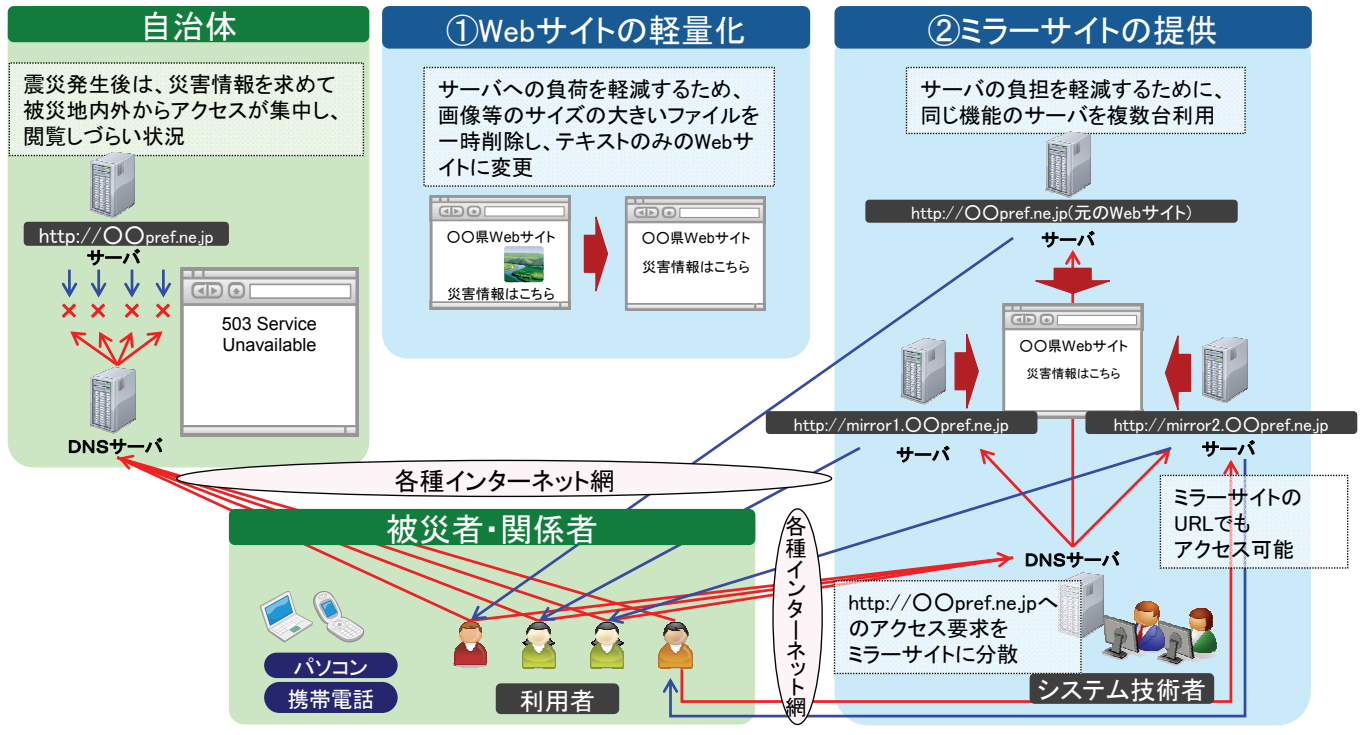 自治体
震災発生後は、災害情報を求めて
被災地内外からアクセスが集中し、
閲覧しづらい状況
http://〇〇pref.ne.jp
サーバ
503 Service
Unavailable
DNSサーバ
①Webサイトの軽量化
サーバへの負荷を軽減するため、
画像等のサイズの大きいファイルを
一時削除し、テキストのみのWebサ
イトに変更
〇〇県Webサイト
災害情報はこちら
〇〇県Webサイト
災害情報はこちら
②ミラーサイトの提供
サーバの負担を軽減するために、
同じ機能のサーバを複数台利用
http://〇〇pref.ne.jp(元のWebサイト)
サーバ
〇〇県Webサイト
災害情報はこちら
http://mirror1.〇〇pref.ne.jp
サーバ
http://mirror2.〇〇pref.ne.jp
サーバ
ミラーサイトの
URLでも
アクセス可能
DNSサーバ
http://〇〇pref.ne.jpへ
のアクセス要求を
ミラーサイトに分散
システム技術者
各種インターネット網
各種インターネット網
被災者・関係者
パソコン
携帯電話
利用者